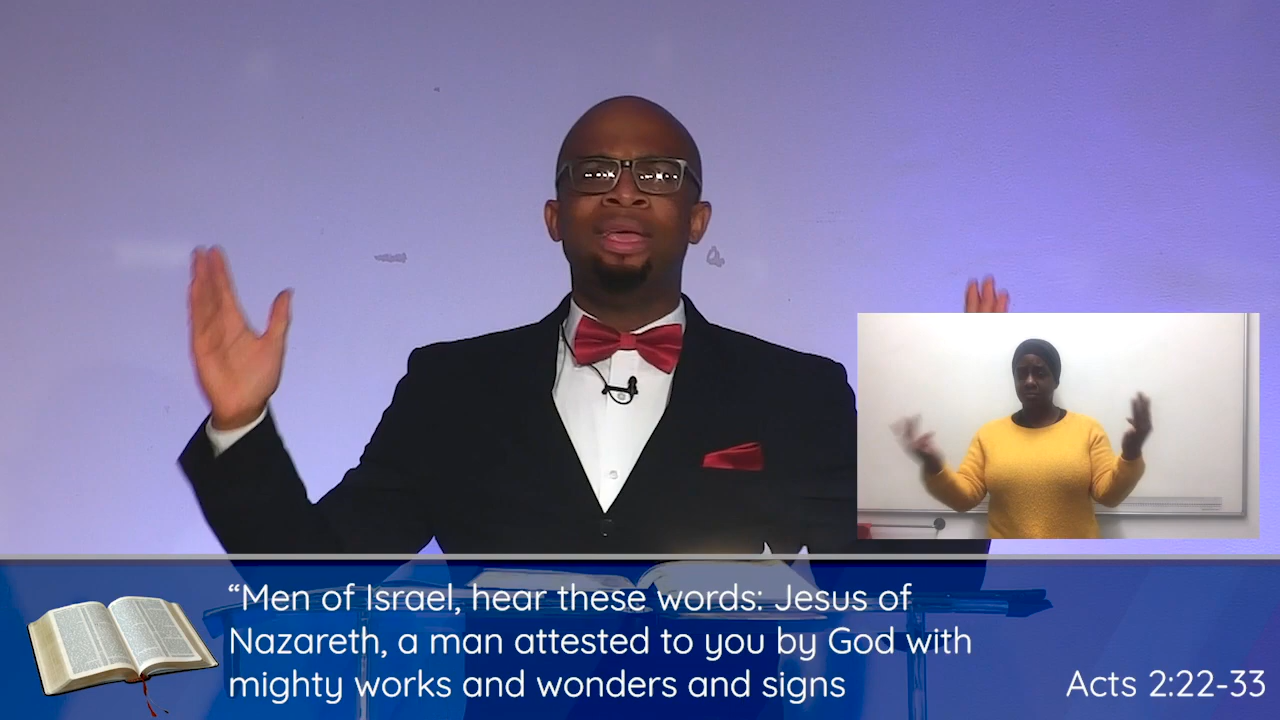 “Men of Israel, hear these words: Jesus of
Nazareth, a man attested to you by God with
mighty works and wonders and signs
Acts 2:22-33